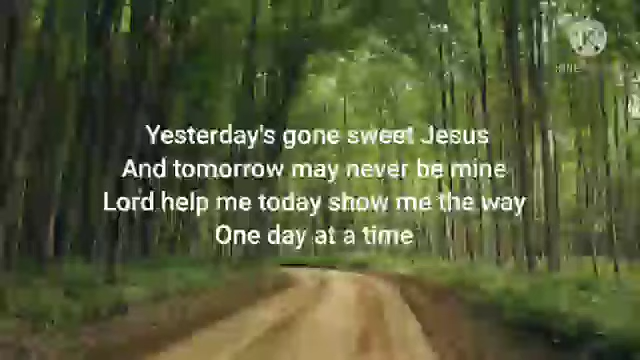 Yesterday's gone sweet Jesus
And tomorrow may never be mine
Lord help me today show me the way
One day at a time